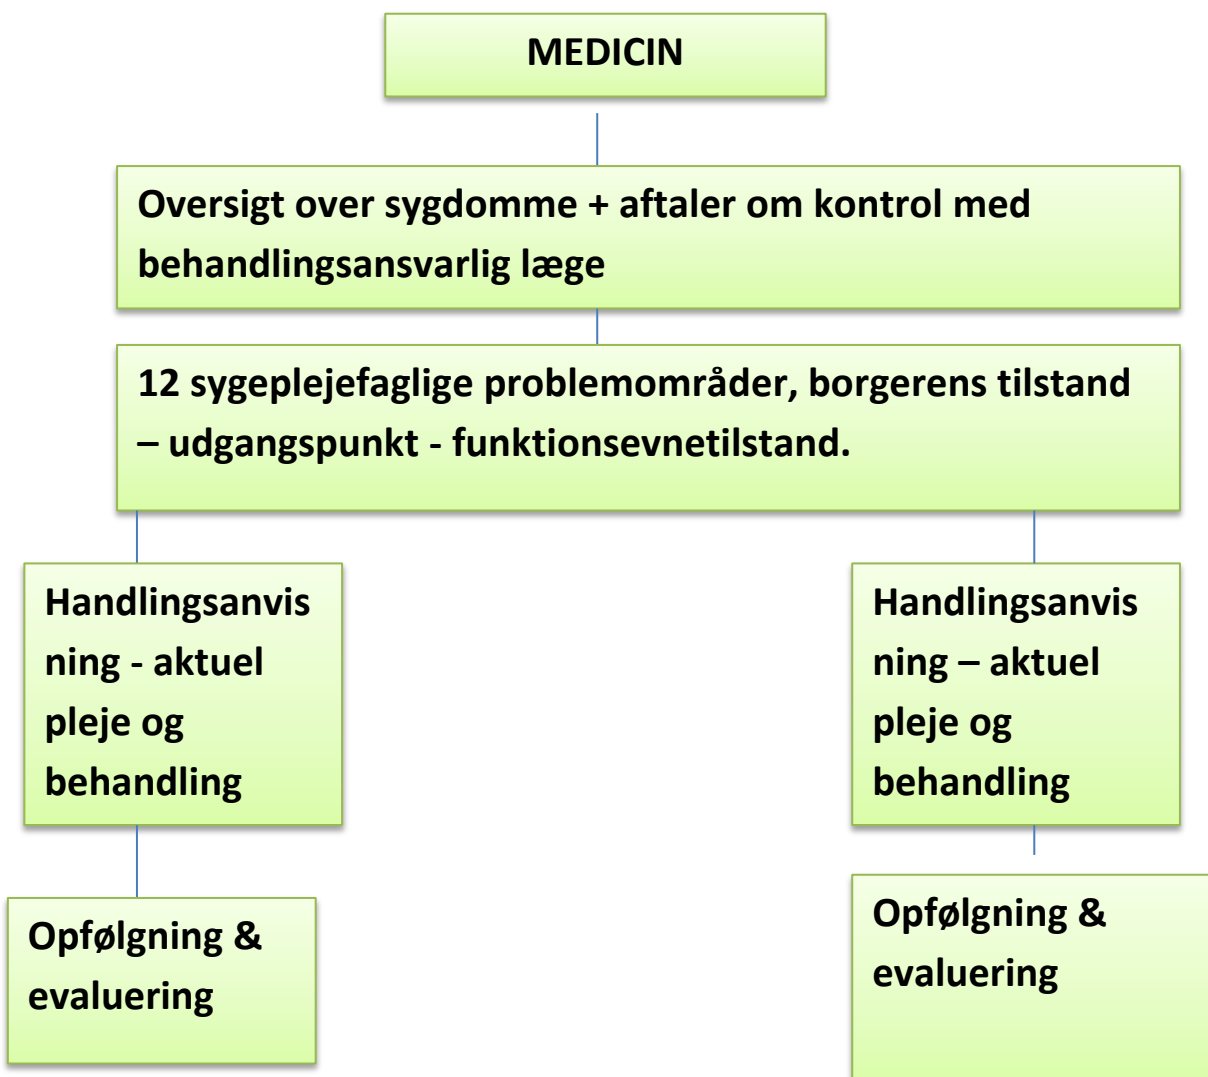 MEDICIN
Oversigt over sygdomme + aftaler om kontrol med
behandlingsansvarlig læge
12 sygeplejefaglige problemområder, borgerens tilstand
– udgangspunkt - funktionsevnetilstand.
Handlingsanvis
ning - aktuel
pleje og
behandling
Handlingsanvis
ning – aktuel
pleje og
behandling
Opfølgning &
evaluering
Opfølgning &
evaluering